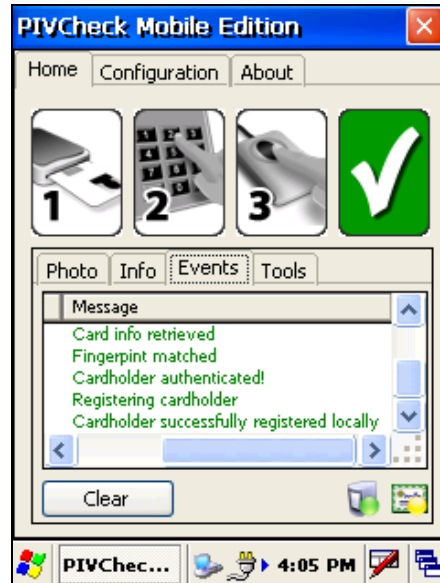 PIVCheck Mobile Edition
Home Configuration About
1 2 3
Photo Info Events Tools
Message
Card info retrieved
Fingerpint matched
Cardholder authenticated!
Registering cardholder
Cardholder successfully registered locally
Clear
PIVChec... 4:05 PM